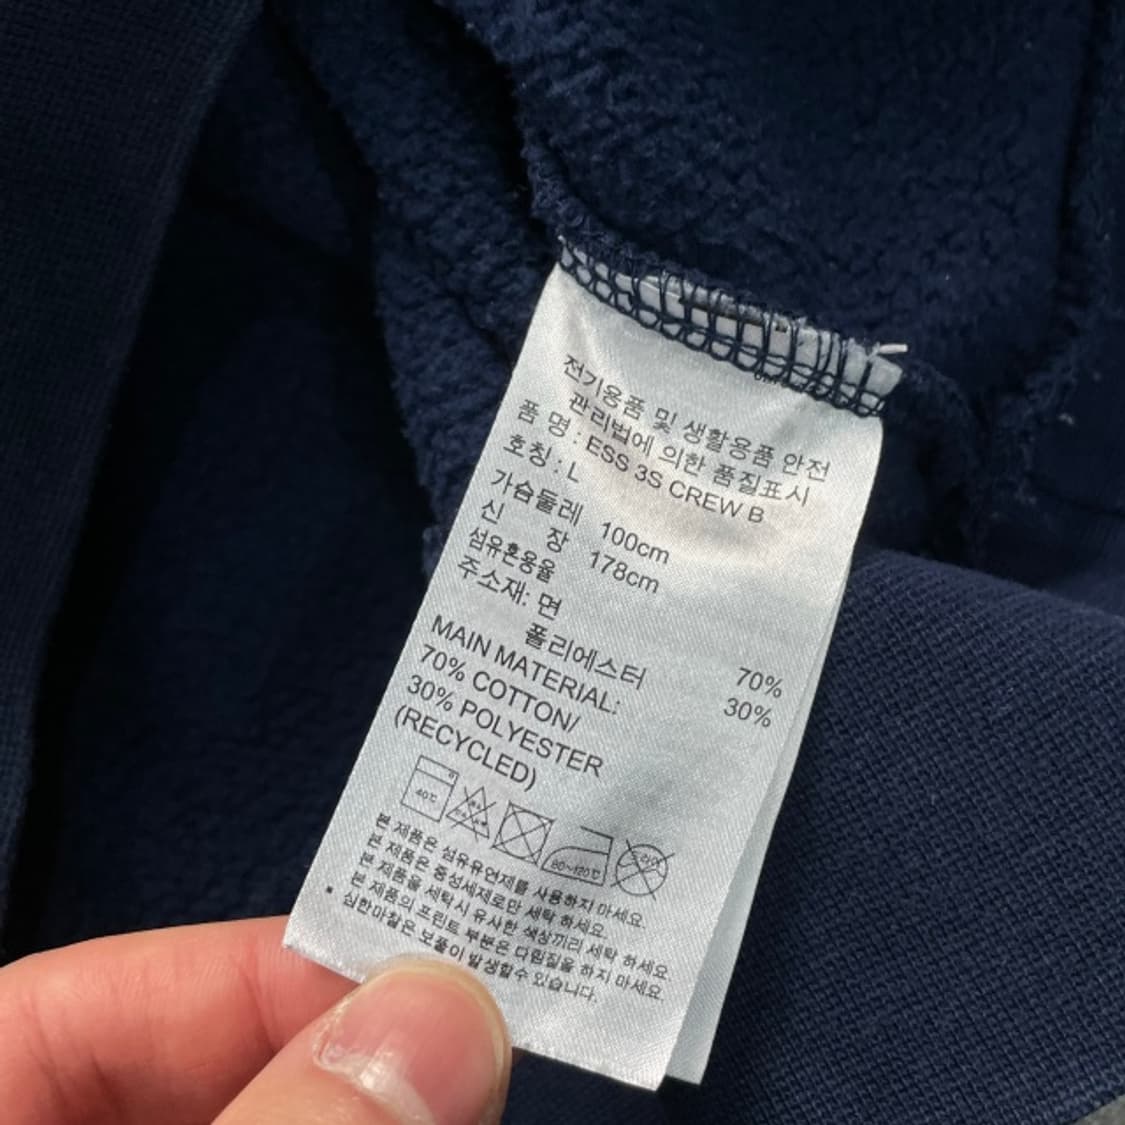 전기용품 및 생활용품 안전
관리법에 의한 품질표시
품 명 : ESS 3S CREW B
호칭 : L
가슴둘레 100cm
신 장 178cm
섬유혼용율
주소재: 면 70%
폴리에스터 30%
MAIN MATERIAL:
70% COTTON/
30% POLYESTER
(RECYCLED)
40℃
80~120℃
드라이
본 제품은 섬유유연제를 사용하지 마세요.
본 제품은 중성세제로만 세탁 하세요.
본 제품을 세탁시 유사한 색상끼리 세탁 하세요.
본 제품의 프린트 부분은 다림질을 하지 마세요.
심한마찰은 보풀이 발생할수 있습니다.